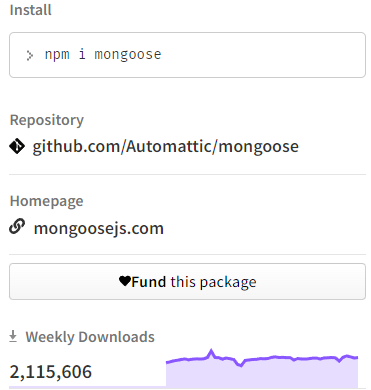 Install
> npm i mongoose
Repository
github.com/Automattic/mongoose
Homepage
mongoosejs.com
Fund this package
Weekly Downloads
2,115,606